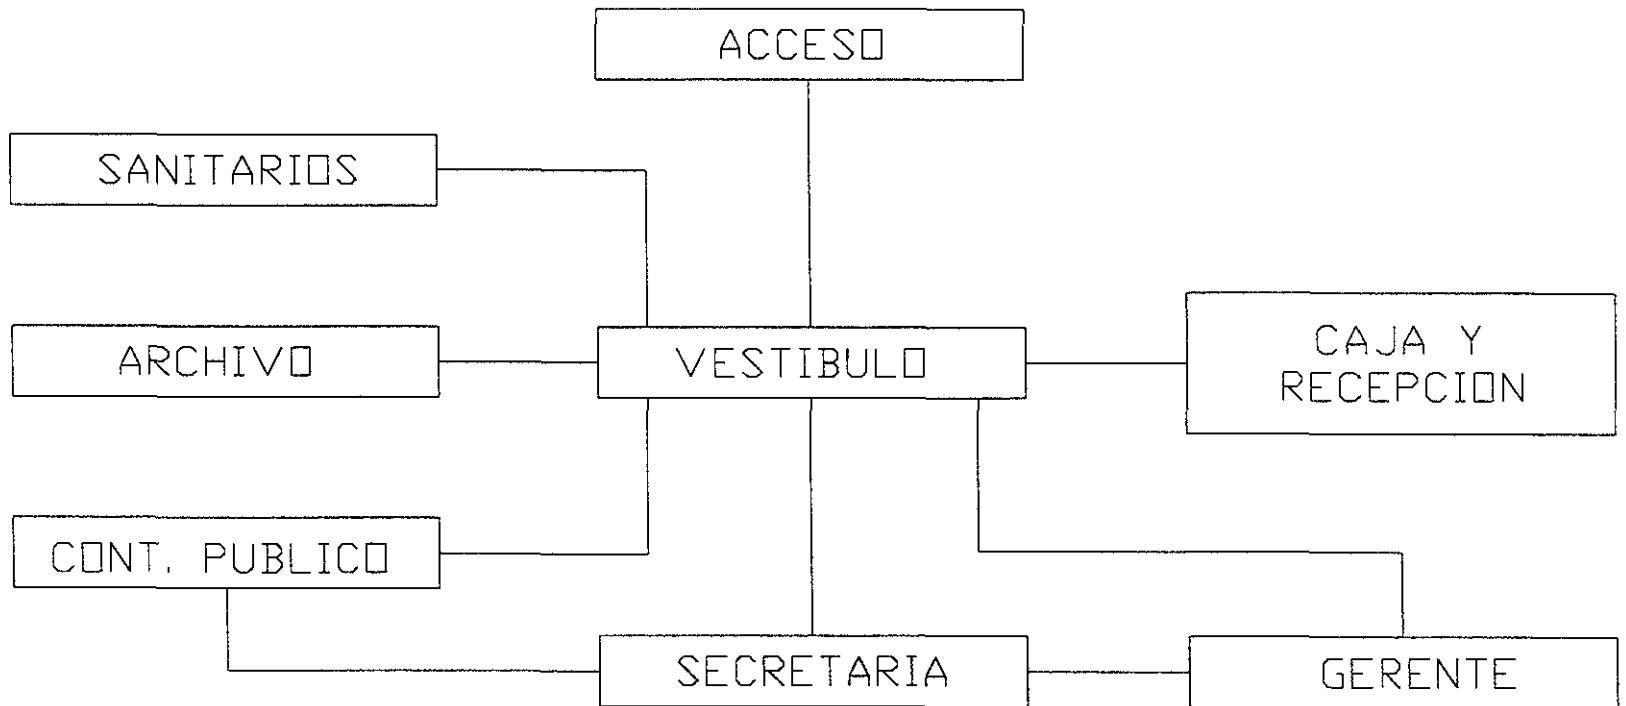 ACCESO
SANITARIOS
ARCHIVO
VESTIBULO
CAJA Y
RECEPCION
CONT. PUBLICO
SECRETARIA
GERENTE